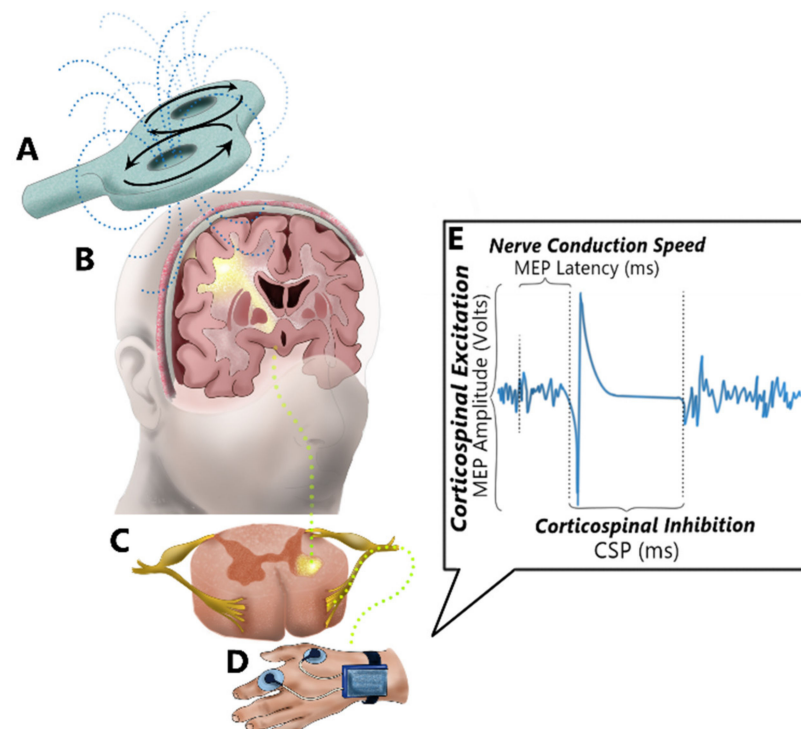 A
B
C
D
E
Nerve Conduction Speed
MEP Latency (ms)
Corticospinal Excitation
MEP Amplitude (Volts)
Corticospinal Inhibition
CSP (ms)